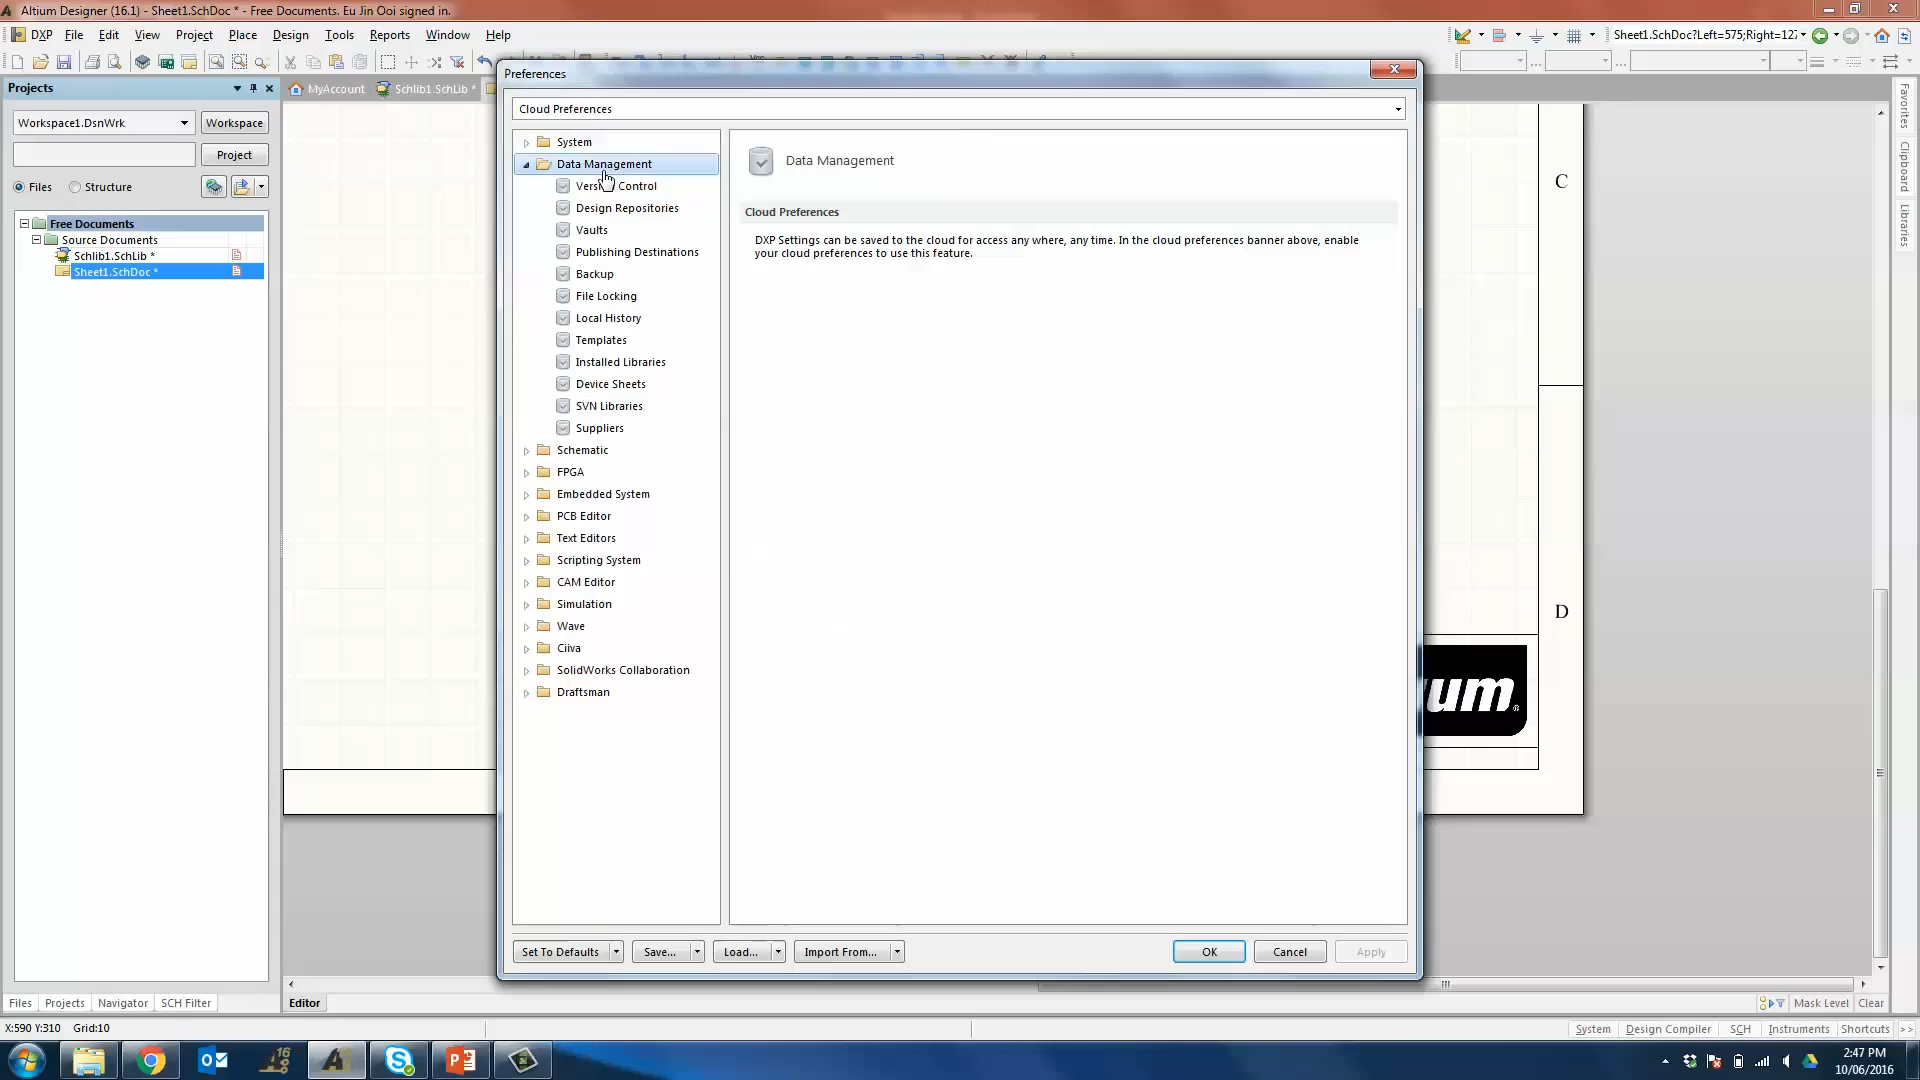 Altium Designer (16.1) - Sheet1.SchDoc * - Free Documents. Eu Jin Ooi signed in.
DXP File Edit View Project Place Design Tools Reports Window Help
Sheet1.SchDoc?Left=575;Right=127
Projects
MyAccount
Schlib1.SchLib *
Workspace1.DsnWrk
Workspace
Project
Files
Structure
Free Documents
Source Documents
Schlib1.SchLib *
Sheet1.SchDoc *
Preferences
Cloud Preferences
System
Data Management
Control
Design Repositories
Vaults
Publishing Destinations
Backup
File Locking
Local History
Templates
Installed Libraries
Device Sheets
SVN Libraries
Suppliers
Schematic
FPGA
Embedded System
PCB Editor
Text Editors
Scripting System
CAM Editor
Simulation
Wave
Ciiva
SolidWorks Collaboration
Draftsman
Data Management
Cloud Preferences
DXP Settings can be saved to the cloud for access any where, any time. In the cloud preferences banner above, enable
your cloud preferences to use this feature.
Set To Defaults
Save...
Load...
Import From...
OK
Cancel
Apply
C
D
um
Favorites
Clipboard
Libraries
Files Projects Navigator SCH Filter
Editor
Mask Level Clear
X:590 Y:310 Grid:10
System Design Compiler SCH Instruments Shortcuts >>
2:47 PM
10/06/2016